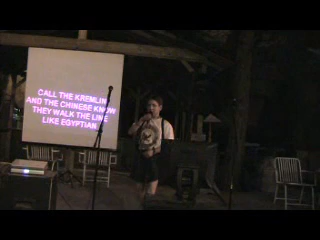 CALL THE KREMLIN
AND THE CHINESE KNOW
THEY WALK THE LINE
LIKE EGYPTIAN